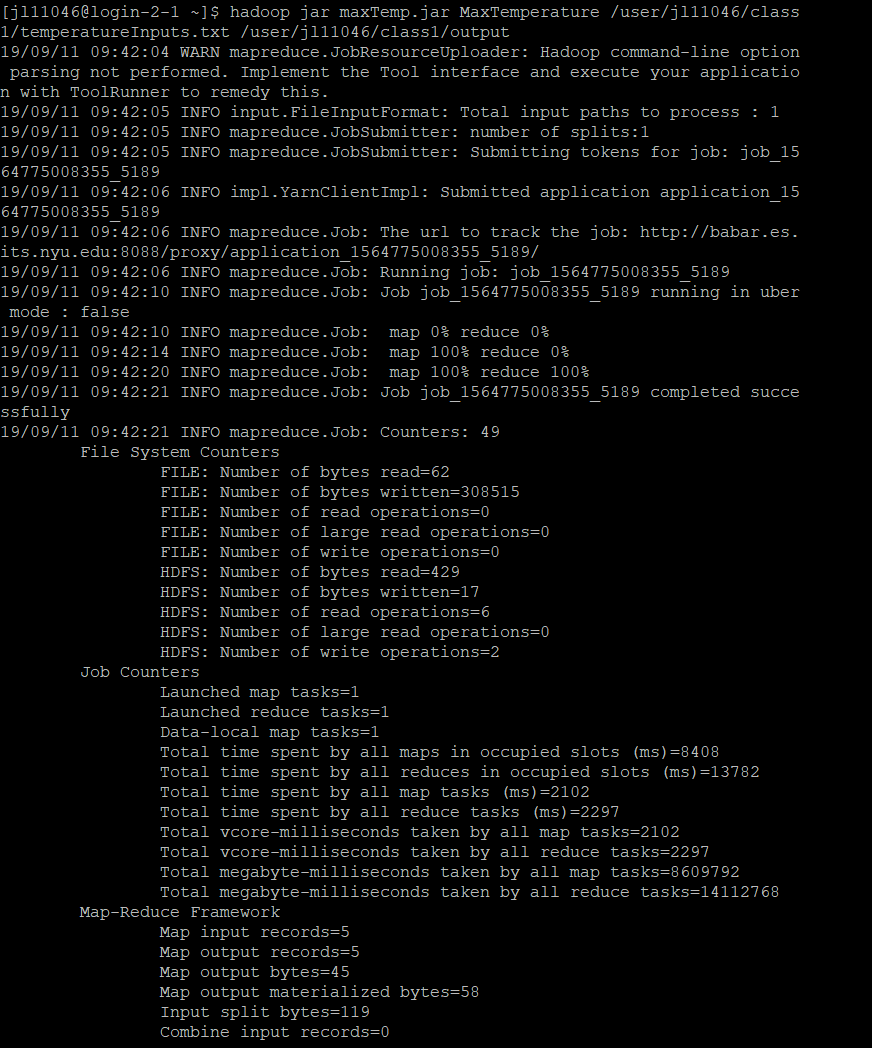 [jl11046@login-2-1 ~]$ hadoop jar maxTemp.jar MaxTemperature /user/jl11046/class
1/temperatureInputs.txt /user/jl11046/class1/output
19/09/11 09:42:04 WARN mapreduce.JobResourceUploader: Hadoop command-line option
 parsing not performed. Implement the Tool interface and execute your applicatio
n with ToolRunner to remedy this.
19/09/11 09:42:05 INFO input.FileInputFormat: Total input paths to process : 1
19/09/11 09:42:05 INFO mapreduce.JobSubmitter: number of splits:1
19/09/11 09:42:05 INFO mapreduce.JobSubmitter: Submitting tokens for job: job_15
64775008355_5189
19/09/11 09:42:06 INFO impl.YarnClientImpl: Submitted application application_15
64775008355_5189
19/09/11 09:42:06 INFO mapreduce.Job: The url to track the job: http://babar.es.
its.nyu.edu:8088/proxy/application_1564775008355_5189/
19/09/11 09:42:06 INFO mapreduce.Job: Running job: job_1564775008355_5189
19/09/11 09:42:10 INFO mapreduce.Job: Job job_1564775008355_5189 running in uber
 mode : false
19/09/11 09:42:10 INFO mapreduce.Job:  map 0% reduce 0%
19/09/11 09:42:14 INFO mapreduce.Job:  map 100% reduce 0%
19/09/11 09:42:20 INFO mapreduce.Job:  map 100% reduce 100%
19/09/11 09:42:21 INFO mapreduce.Job: Job job_1564775008355_5189 completed succe
ssfully
19/09/11 09:42:21 INFO mapreduce.Job: Counters: 49
        File System Counters
                FILE: Number of bytes read=62
                FILE: Number of bytes written=308515
                FILE: Number of read operations=0
                FILE: Number of large read operations=0
                FILE: Number of write operations=0
                HDFS: Number of bytes read=429
                HDFS: Number of bytes written=17
                HDFS: Number of read operations=6
                HDFS: Number of large read operations=0
                HDFS: Number of write operations=2
        Job Counters
                Launched map tasks=1
                Launched reduce tasks=1
                Data-local map tasks=1
                Total time spent by all maps in occupied slots (ms)=8408
                Total time spent by all reduces in occupied slots (ms)=13782
                Total time spent by all map tasks (ms)=2102
                Total time spent by all reduce tasks (ms)=2297
                Total vcore-milliseconds taken by all map tasks=2102
                Total vcore-milliseconds taken by all reduce tasks=2297
                Total megabyte-milliseconds taken by all map tasks=8609792
                Total megabyte-milliseconds taken by all reduce tasks=14112768
        Map-Reduce Framework
                Map input records=5
                Map output records=5
                Map output bytes=45
                Map output materialized bytes=58
                Input split bytes=119
                Combine input records=0